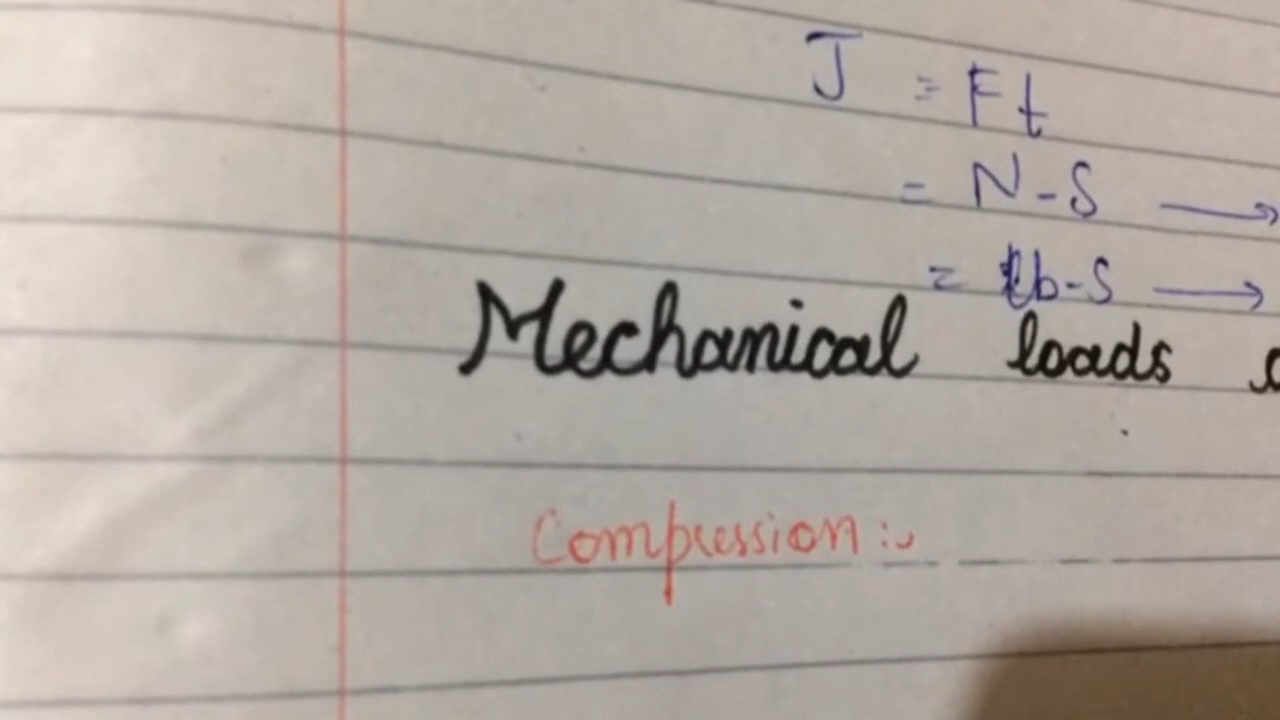 J = Ft
= N-S →
= lb-S →
Mechanical loads
Compression :-